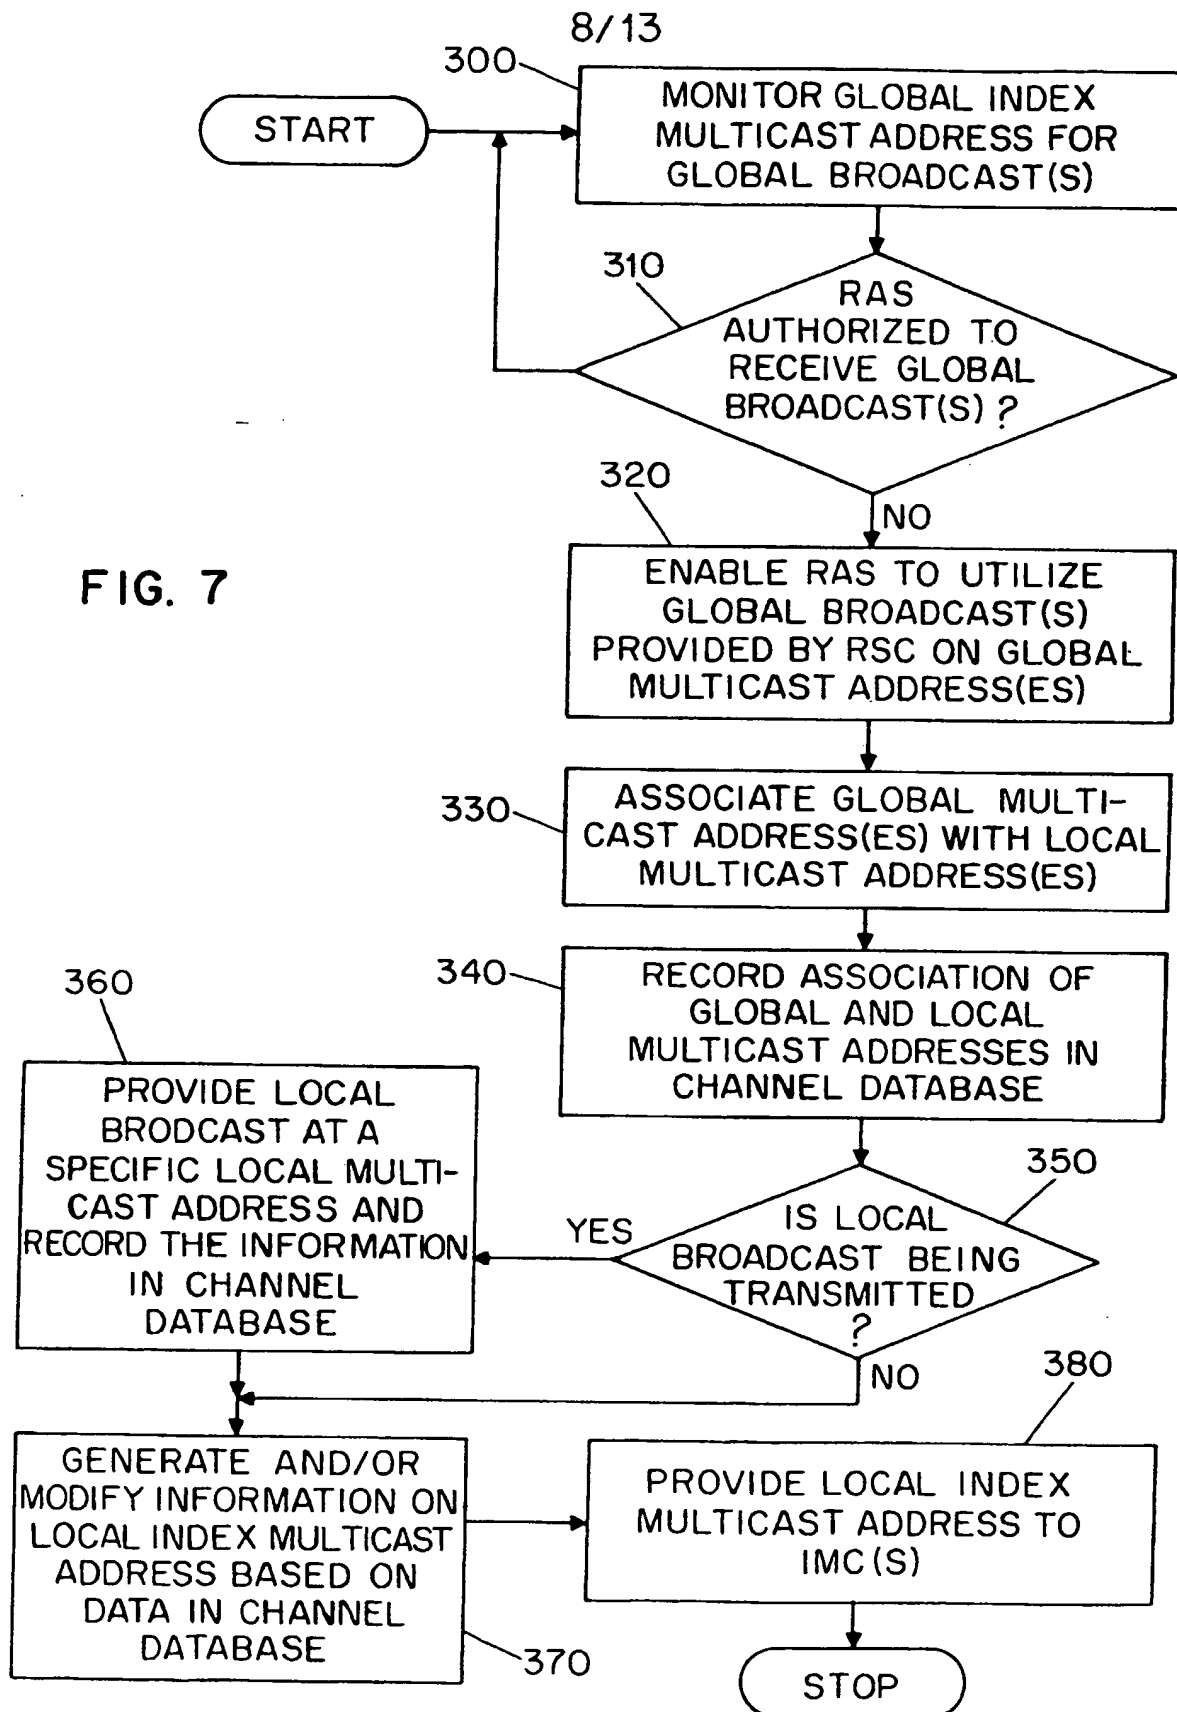 8/13
300
START
MONITOR GLOBAL INDEX
MULTICAST ADDRESS FOR
GLOBAL BROADCAST(S)
310
RAS
AUTHORIZED TO
RECEIVE GLOBAL
BROADCAST(S)?
320
NO
FIG. 7
ENABLE RAS TO UTILIZE
GLOBAL BROADCAST(S)
PROVIDED BY RSC ON GLOBAL
MULTICAST ADDRESS(ES)
330
ASSOCIATE GLOBAL MULTI-
CAST ADDRESS(ES) WITH LOCAL
MULTICAST ADDRESS(ES)
340
RECORD ASSOCIATION OF
GLOBAL AND LOCAL
MULTICAST ADDRESSES IN
CHANNEL DATABASE
360
PROVIDE LOCAL
BRODCAST AT A
SPECIFIC LOCAL MULTI-
CAST ADDRESS AND
RECORD THE INFORMATION
IN CHANNEL
DATABASE
350
YES
IS LOCAL
BROADCAST BEING
TRANSMITTED
?
NO
380
GENERATE AND/OR
MODIFY INFORMATION ON
LOCAL INDEX MULTICAST
ADDRESS BASED ON
DATA IN CHANNEL
DATABASE
370
PROVIDE LOCAL INDEX
MULTICAST ADDRESS TO
IMC(S)
STOP